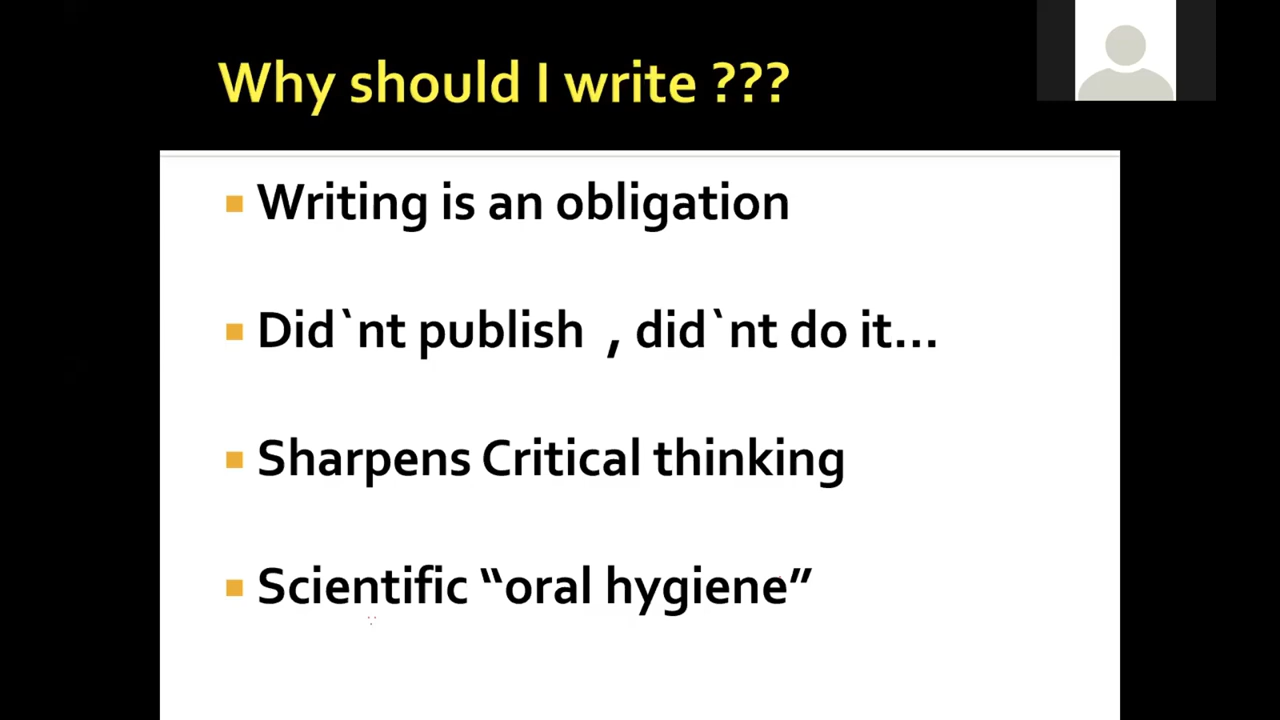 Why should I write ???
Writing is an obligation
Did`nt publish , did`nt do it...
Sharpens Critical thinking
Scientific “oral hygiene”